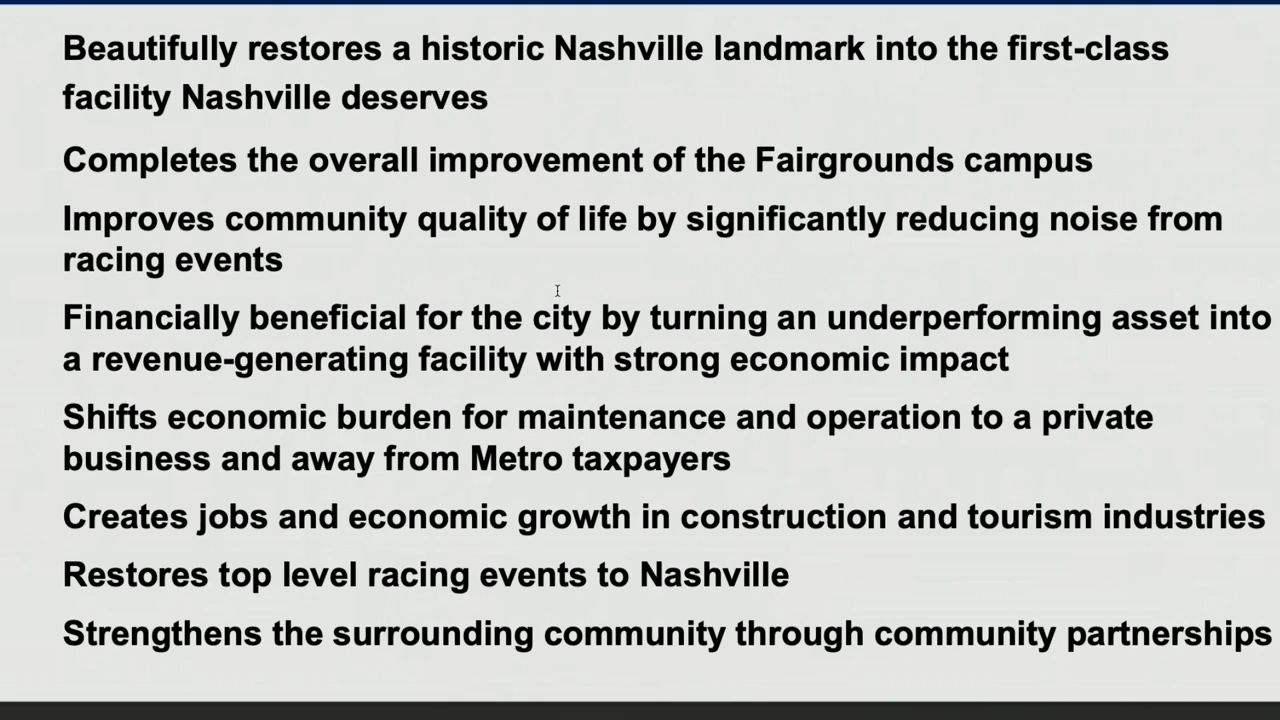 Beautifully restores a historic Nashville landmark into the first-class
facility Nashville deserves
Completes the overall improvement of the Fairgrounds campus
Improves community quality of life by significantly reducing noise from
racing events
Financially beneficial for the city by turning an underperforming asset into
a revenue-generating facility with strong economic impact
Shifts economic burden for maintenance and operation to a private
business and away from Metro taxpayers
Creates jobs and economic growth in construction and tourism industries
Restores top level racing events to Nashville
Strengthens the surrounding community through community partnerships